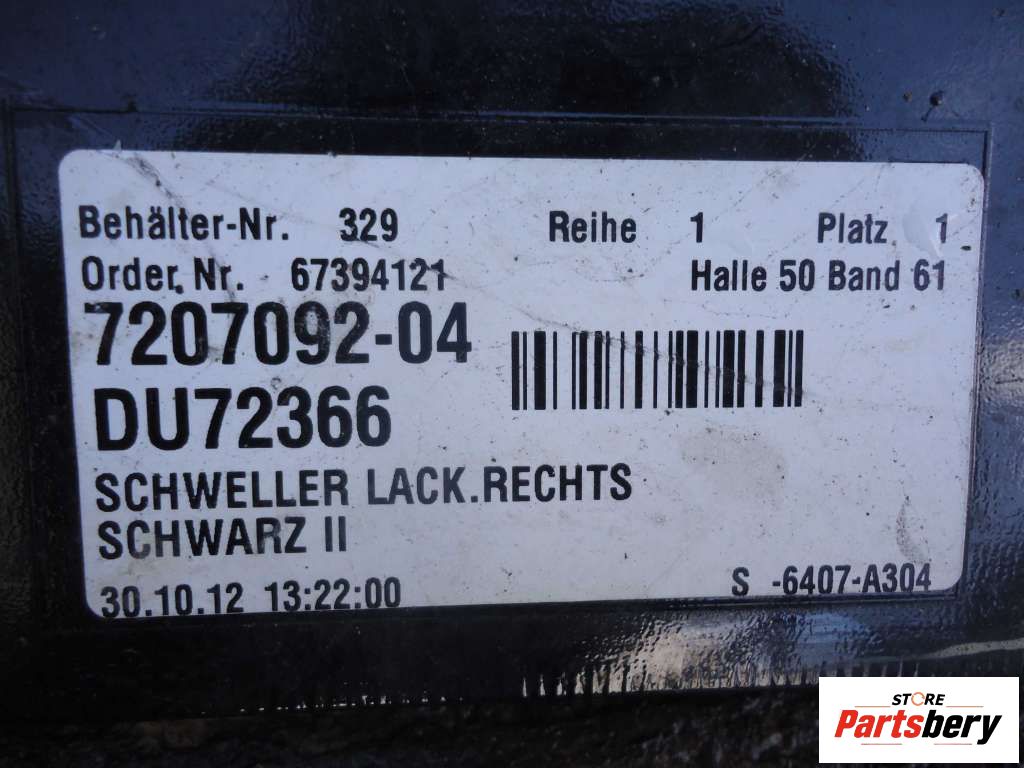 Behälter-Nr. 329 Reihe 1 Platz 1
Order, Nr. 67394121 Halle 50 Band 61
7207092-04
DU72366
SCHWELLER LACK.RECHTS
SCHWARZ II
30.10.12 13:22:00 S -6407-A304
STORE
Partsbery